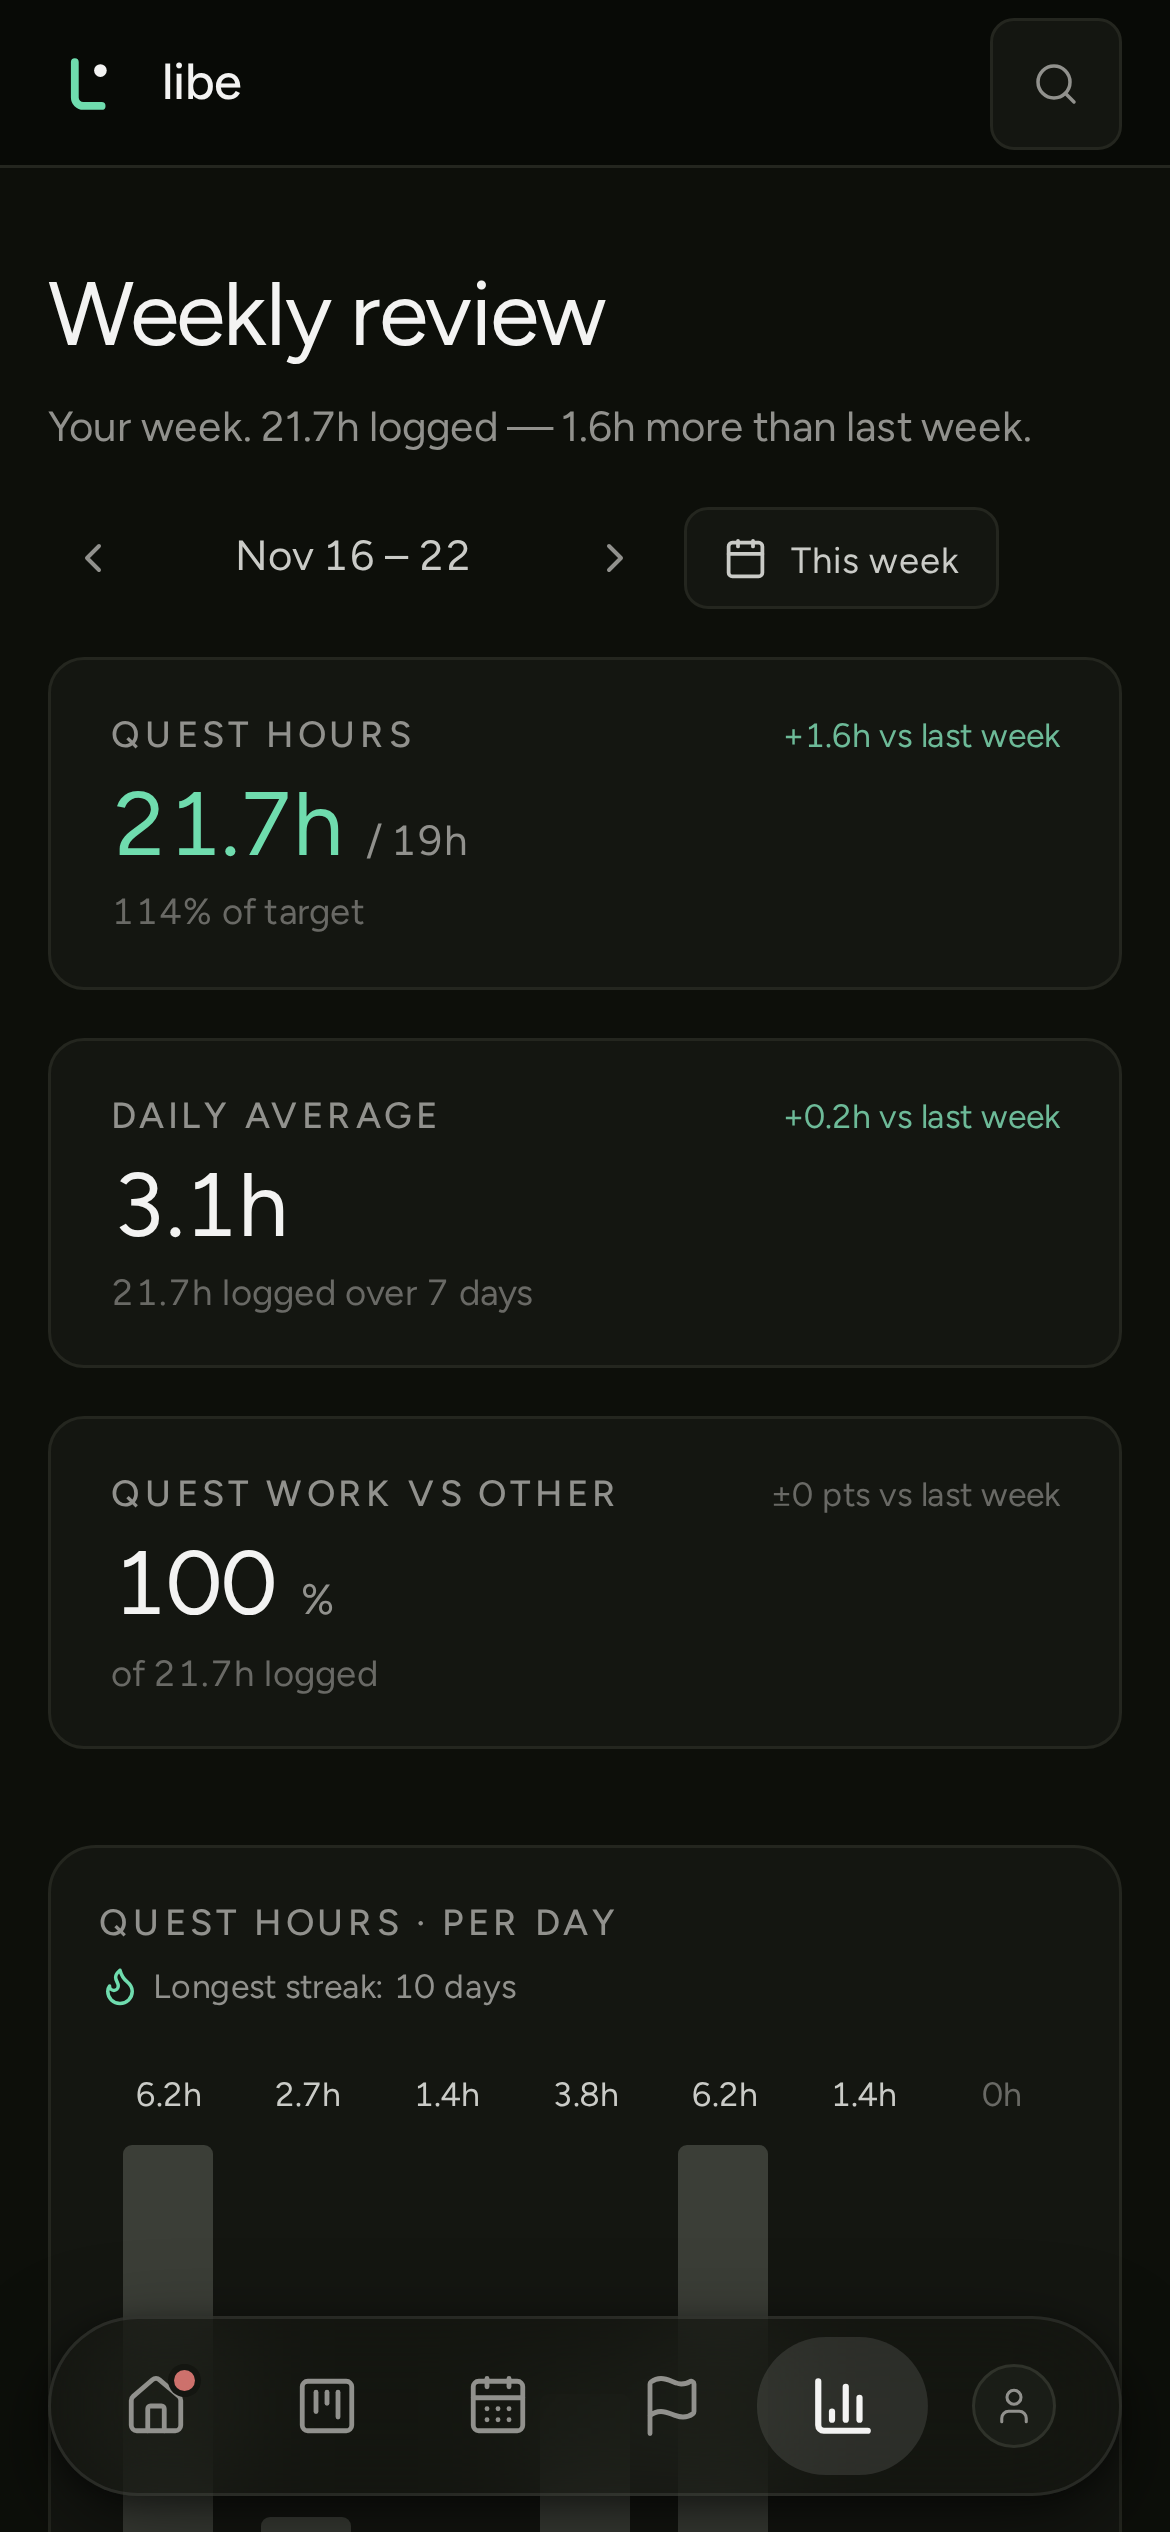 libe
Weekly review
Your week. 21.7h logged — 1.6h more than last week.
Nov 16 – 22
This week
QUEST HOURS
+1.6h vs last week
21.7h / 19h
114% of target
DAILY AVERAGE
+0.2h vs last week
3.1h
21.7h logged over 7 days
QUEST WORK VS OTHER
±0 pts vs last week
100 %
of 21.7h logged
QUEST HOURS · PER DAY
Longest streak: 10 days
6.2h 2.7h 1.4h 3.8h 6.2h 1.4h 0h